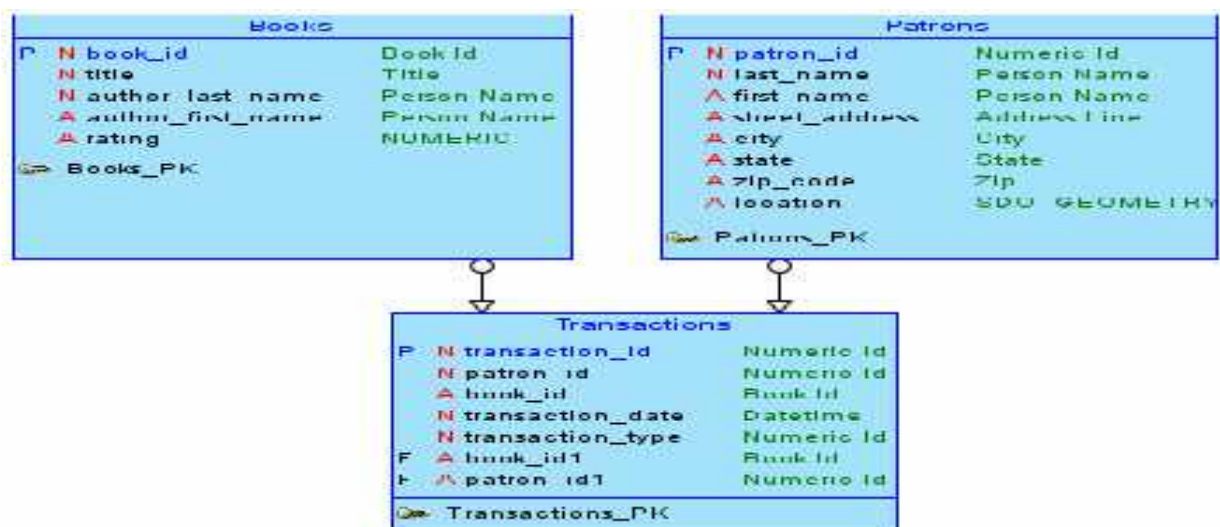 Books
P N book_id Book Id
N title Title
N author_last_name Person Name
A author_first_name Person Name
A rating NUMERIC
Books_PK
Patrons
P N patron_id Numeric Id
N last_name Person Name
A first_name Person Name
A street_address Address Line
A city City
A state State
A zip_code Zip
A location SDO_GEOMETRY
Patrons_PK
Transactions
P N transaction_id Numeric Id
N patron_id Numeric Id
A book_id Book Id
N transaction_date Datetime
N transaction_type Numeric Id
F A book_id1 Book Id
F A patron_id1 Numeric Id
Transactions_PK